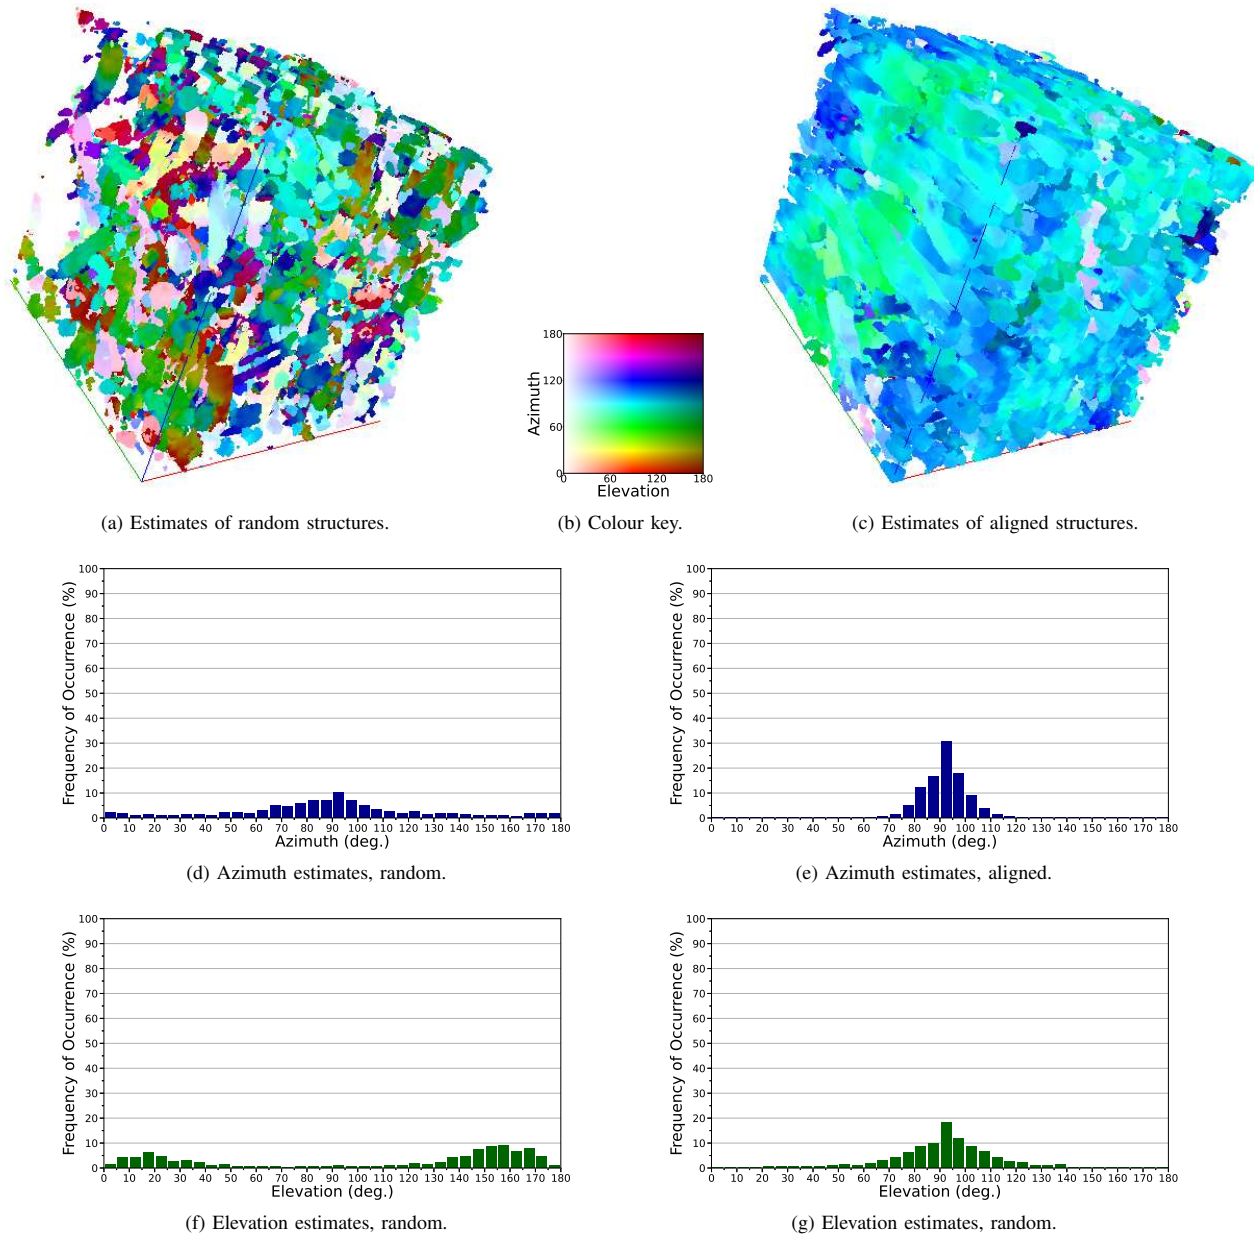 180
120
60
0
Azimuth
0 60 120 180
Elevation
(a) Estimates of random structures.
(b) Colour key.
(c) Estimates of aligned structures.
100
90
80
70
60
50
40
30
20
10
0
Frequency of Occurrence (%)
0 10 20 30 40 50 60 70 80 90 100 110 120 130 140 150 160 170 180
Azimuth (deg.)
(d) Azimuth estimates, random.
100
90
80
70
60
50
40
30
20
10
0
Frequency of Occurrence (%)
0 10 20 30 40 50 60 70 80 90 100 110 120 130 140 150 160 170 180
Azimuth (deg.)
(e) Azimuth estimates, aligned.
100
90
80
70
60
50
40
30
20
10
0
Frequency of Occurrence (%)
0 10 20 30 40 50 60 70 80 90 100 110 120 130 140 150 160 170 180
Elevation (deg.)
(f) Elevation estimates, random.
100
90
80
70
60
50
40
30
20
10
0
Frequency of Occurrence (%)
0 10 20 30 40 50 60 70 80 90 100 110 120 130 140 150 160 170 180
Elevation (deg.)
(g) Elevation estimates, random.